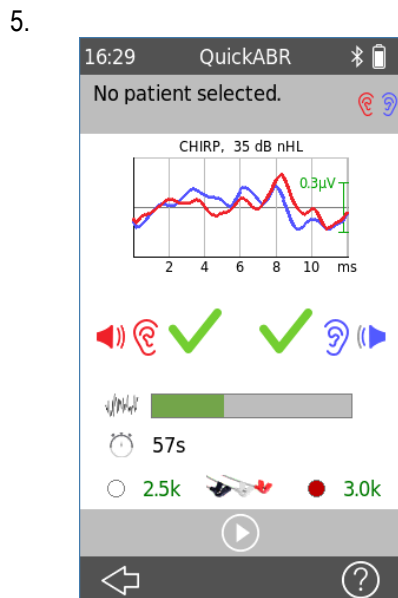 5.
16:29 QuickABR
No patient selected.
CHIRP, 35 dB nHL
0.3µV
2 4 6 8 10 ms
57s
2.5k 3.0k
?